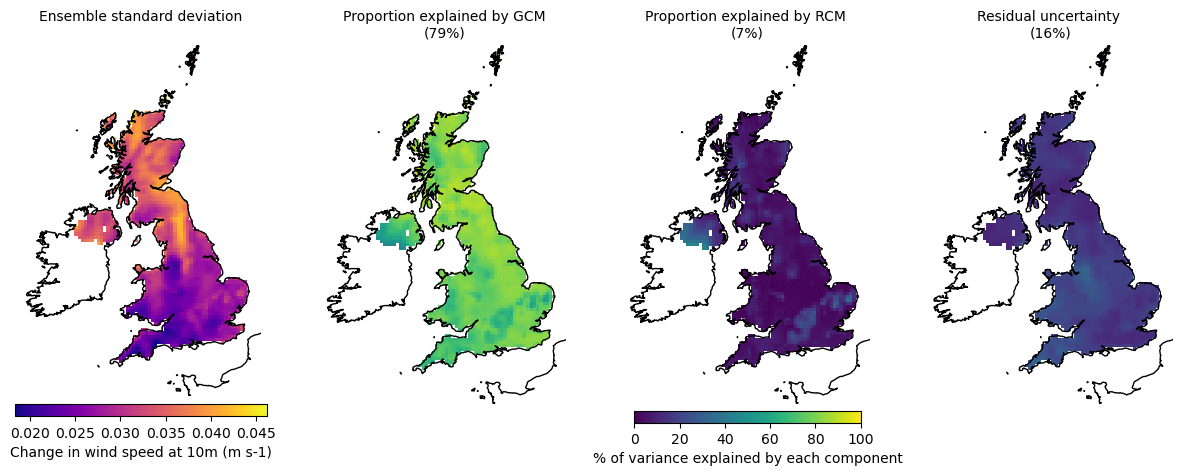 Ensemble standard deviation
Proportion explained by GCM
(79%)
Proportion explained by RCM
(7%)
Residual uncertainty
(16%)
0.020 0.025 0.030 0.035 0.040 0.045
Change in wind speed at 10m (m s-1)
0 20 40 60 80 100
% of variance explained by each component